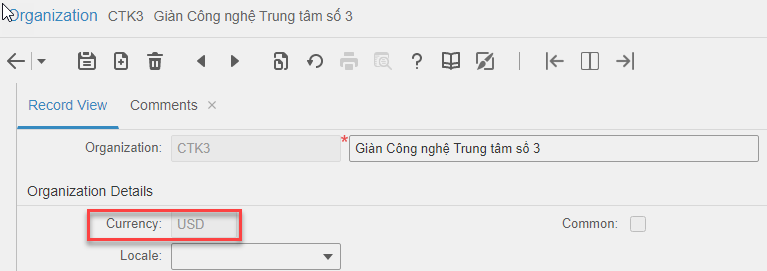 Organization CTK3 Giàn Công nghệ Trung tâm số 3
Record View Comments
Organization: CTK3 * Giàn Công nghệ Trung tâm số 3
Organization Details
Currency: USD Common:
Locale: